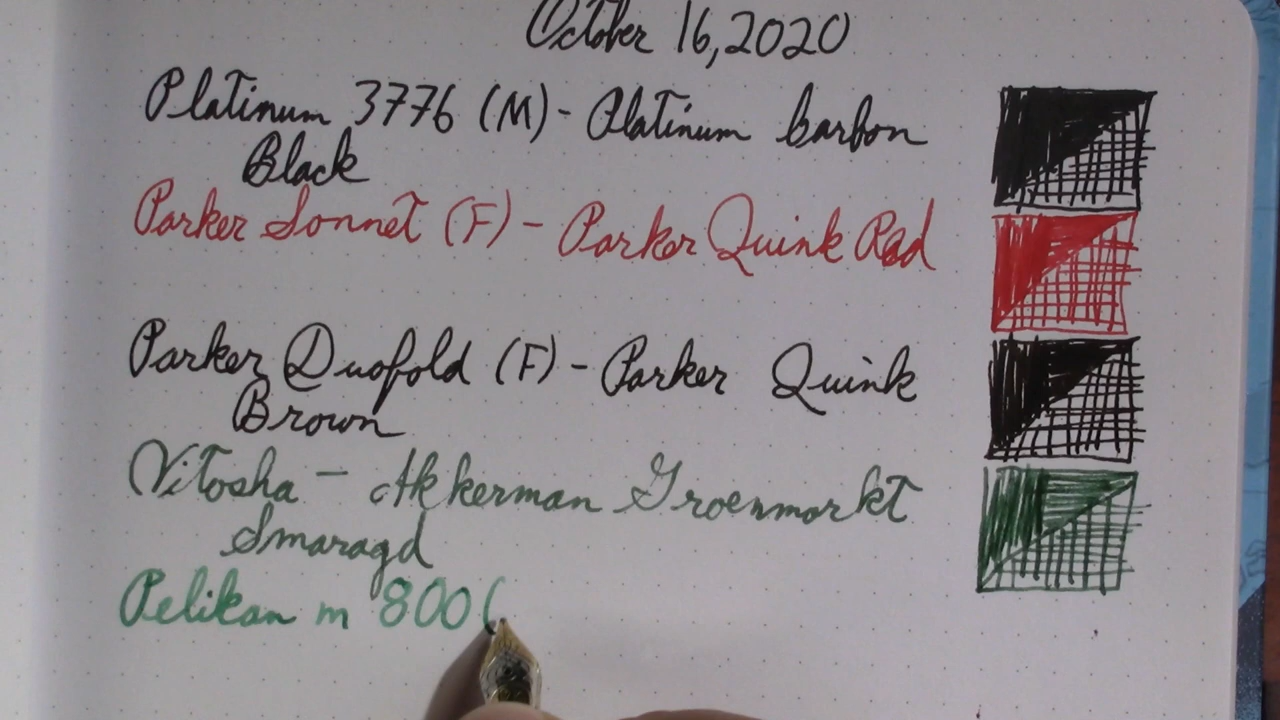 October 16, 2020
Platinum 3776 (M) - Platinum Carbon
Black
Parker Sonnet (F) - Parker Quink Red
Parker Duofold (F) - Parker Quink
Brown
Vitosha - Akkerman Groenmarkt
Smaragd
Pelikan m 800 (